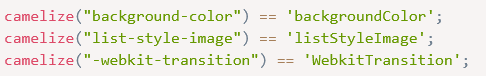 camelize("background-color") == 'backgroundColor';
camelize("list-style-image") == 'listStyleImage';
camelize("-webkit-transition") == 'WebkitTransition';